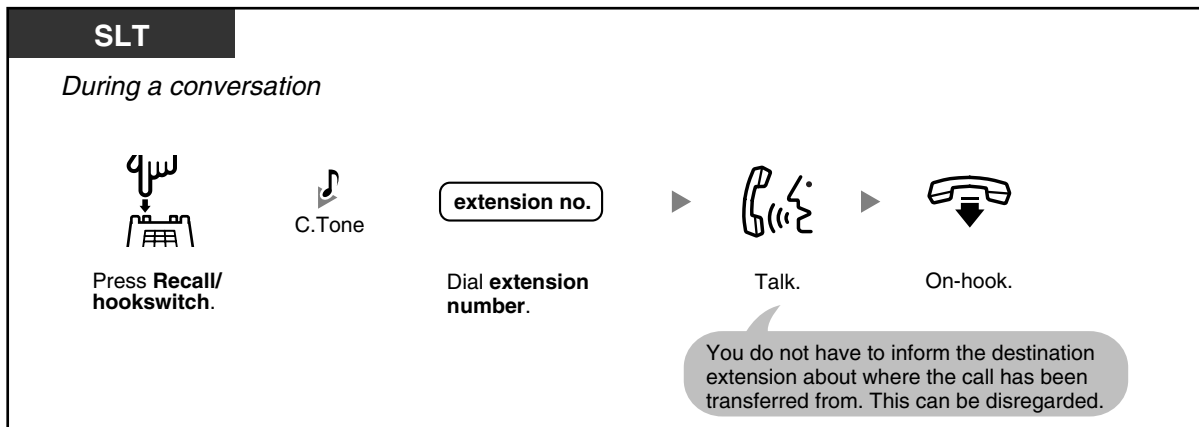 SLT
During a conversation
C.Tone
extension no.
Press Recall/
hookswitch.
Dial extension
number.
Talk.
On-hook.
You do not have to inform the destination
extension about where the call has been
transferred from. This can be disregarded.